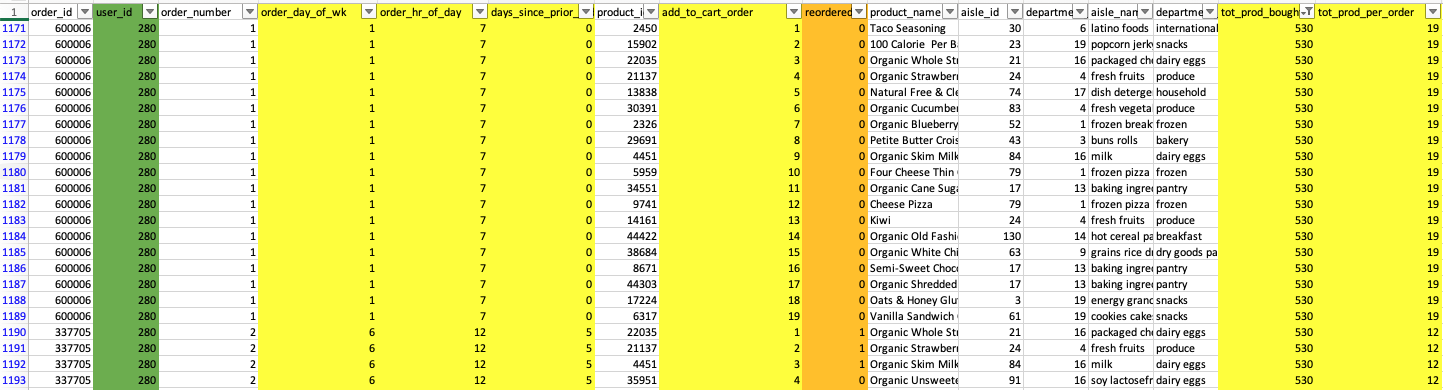 1 order_id user_id order_number order_day_of_wk order_hr_of_day days_since_prior_ product_i add_to_cart_order reordered product_name aisle_id departme aisle_nan departme tot_prod_bough tot_prod_per_order
1171 600006 280 1 1 7 0 2450 1 0 Taco Seasoning 30 6 latino foods international 530 19
1172 600006 280 1 1 7 0 15902 2 0 100 Calorie Per Ba 23 19 popcorn jerk snacks 530 19
1173 600006 280 1 1 7 0 22035 3 0 Organic Whole Str 21 16 packaged che dairy eggs 530 19
1174 600006 280 1 1 7 0 21137 4 0 Organic Strawberr 24 4 fresh fruits produce 530 19
1175 600006 280 1 1 7 0 13838 5 0 Natural Free & Cle 74 17 dish deterge household 530 19
1176 600006 280 1 1 7 0 30391 6 0 Organic Cucumber 83 4 fresh vegeta produce 530 19
1177 600006 280 1 1 7 0 2326 7 0 Organic Blueberry 52 1 frozen break frozen 530 19
1178 600006 280 1 1 7 0 29691 8 0 Petite Butter Crois 43 3 buns rolls bakery 530 19
1179 600006 280 1 1 7 0 4451 9 0 Organic Skim Milk 84 16 milk dairy eggs 530 19
1180 600006 280 1 1 7 0 5959 10 0 Four Cheese Thin 79 1 frozen pizza frozen 530 19
1181 600006 280 1 1 7 0 34551 11 0 Organic Cane Suga 17 13 baking ingre pantry 530 19
1182 600006 280 1 1 7 0 9741 12 0 Cheese Pizza 79 1 frozen pizza frozen 530 19
1183 600006 280 1 1 7 0 14161 13 0 Kiwi 24 4 fresh fruits produce 530 19
1184 600006 280 1 1 7 0 44422 14 0 Organic Old Fashi 130 14 hot cereal pa breakfast 530 19
1185 600006 280 1 1 7 0 38684 15 0 Organic White Chi 63 9 grains rice d dry goods pa 530 19
1186 600006 280 1 1 7 0 8671 16 0 Semi-Sweet Choc 17 13 baking ingre pantry 530 19
1187 600006 280 1 1 7 0 44303 17 0 Organic Shredded 17 13 baking ingre pantry 530 19
1188 600006 280 1 1 7 0 17224 18 0 Oats & Honey Glu 3 19 energy grano snacks 530 19
1189 600006 280 1 1 7 0 6317 19 0 Vanilla Sandwich 61 19 cookies cake snacks 530 19
1190 337705 280 2 6 12 5 22035 1 1 Organic Whole Str 21 16 packaged che dairy eggs 530 12
1191 337705 280 2 6 12 5 21137 2 1 Organic Strawberr 24 4 fresh fruits produce 530 12
1192 337705 280 2 6 12 5 4451 3 1 Organic Skim Milk 84 16 milk dairy eggs 530 12
1193 337705 280 2 6 12 5 35951 4 0 Organic Unsweete 91 16 soy lactosefr dairy eggs 530 12